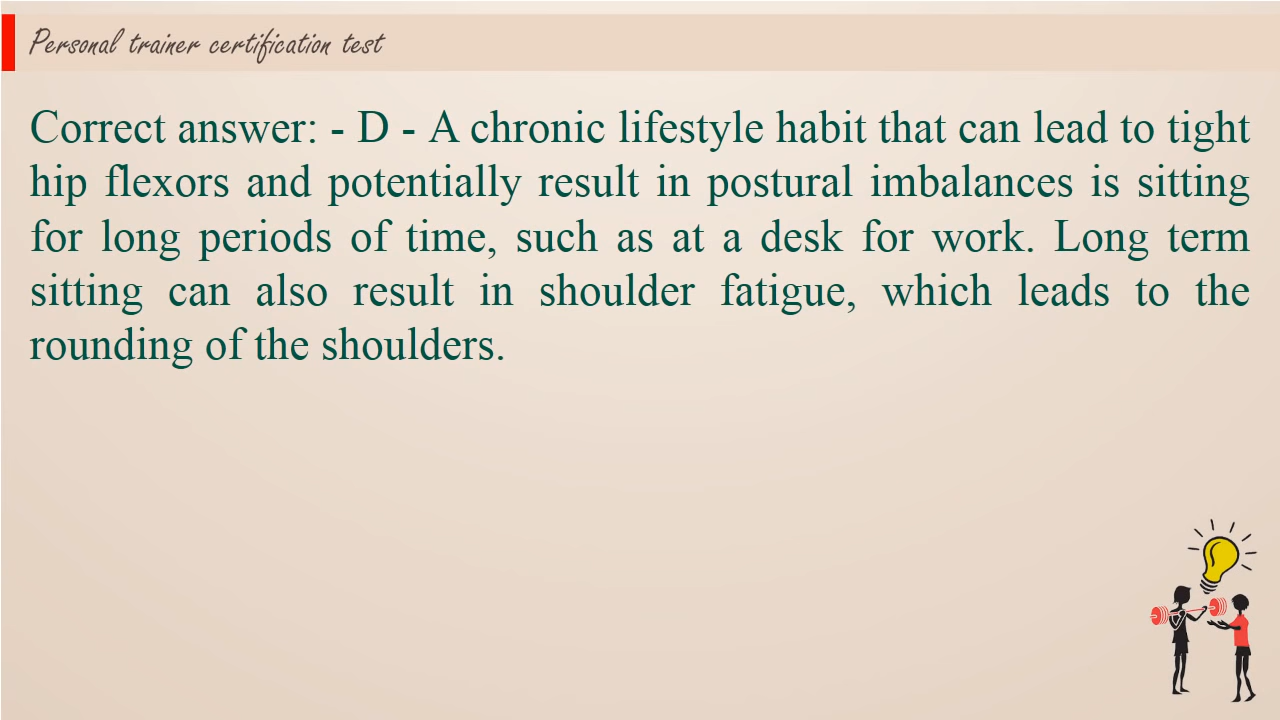 Personal trainer certification test
Correct answer: - D - A chronic lifestyle habit that can lead to tight
hip flexors and potentially result in postural imbalances is sitting
for long periods of time, such as at a desk for work. Long term
sitting can also result in shoulder fatigue, which leads to the
rounding of the shoulders.